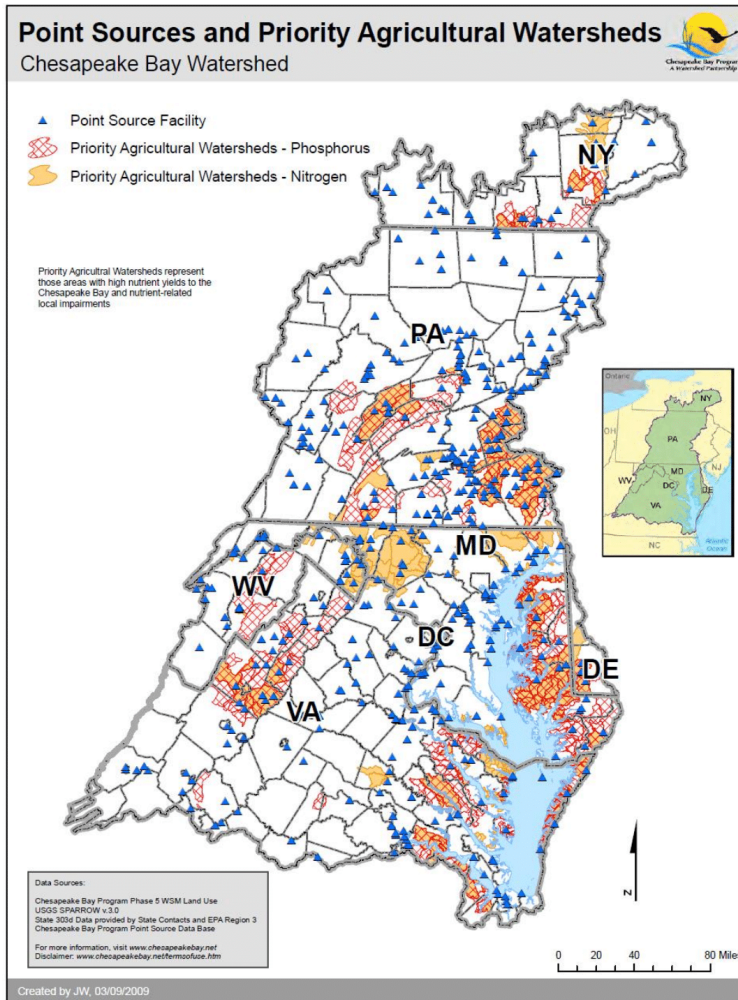 Point Sources and Priority Agricultural Watersheds
Chesapeake Bay Watershed
Chesapeake Bay Program
A Watershed Partnership
Point Source Facility
Priority Agricultural Watersheds - Phosphorus
Priority Agricultural Watersheds - Nitrogen
Priority Agricultral Watersheds represent
those areas with high nutrient yields to the
Chesapeake Bay and nutrient-related
local impairments
NY
PA
MD
WV
DC
DE
VA
Ontario
NY
OH
PA
NJ
MD
WV
DC
DE
VA
Atlantic
Ocean
NC
Data Sources:
Chesapeake Bay Program Phase 5 WSM Land Use
USGS SPARROW v.3.0
State 303d Data provided by State Contacts and EPA Region 3
Chesapeake Bay Program Point Source Data Base
For more information, visit www.chesapeakebay.net
Disclaimer: www.chesapeakebay.net/termsofuse.htm
N
0 20 40 80 Miles
Created by JW, 03/09/2009